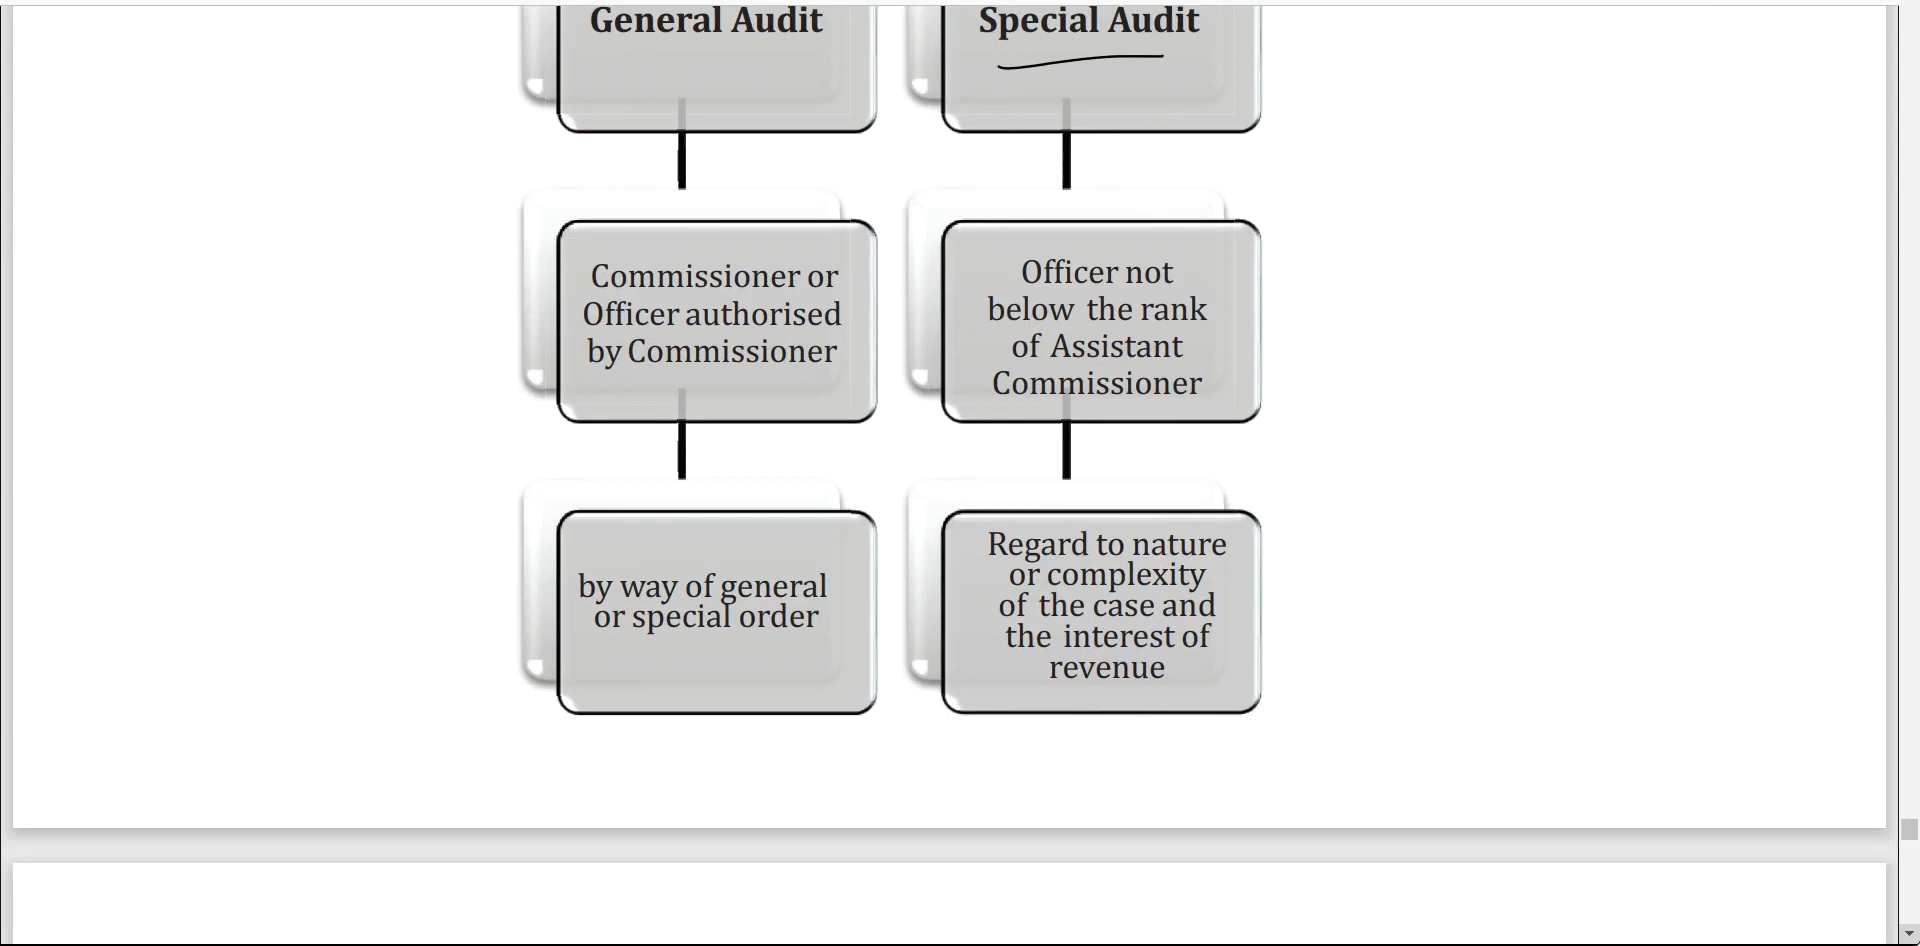 General Audit
Commissioner or
Officer authorised
by Commissioner
by way of general
or special order
Special Audit
Officer not
below the rank
of Assistant
Commissioner
Regard to nature
or complexity
of the case and
the interest of
revenue